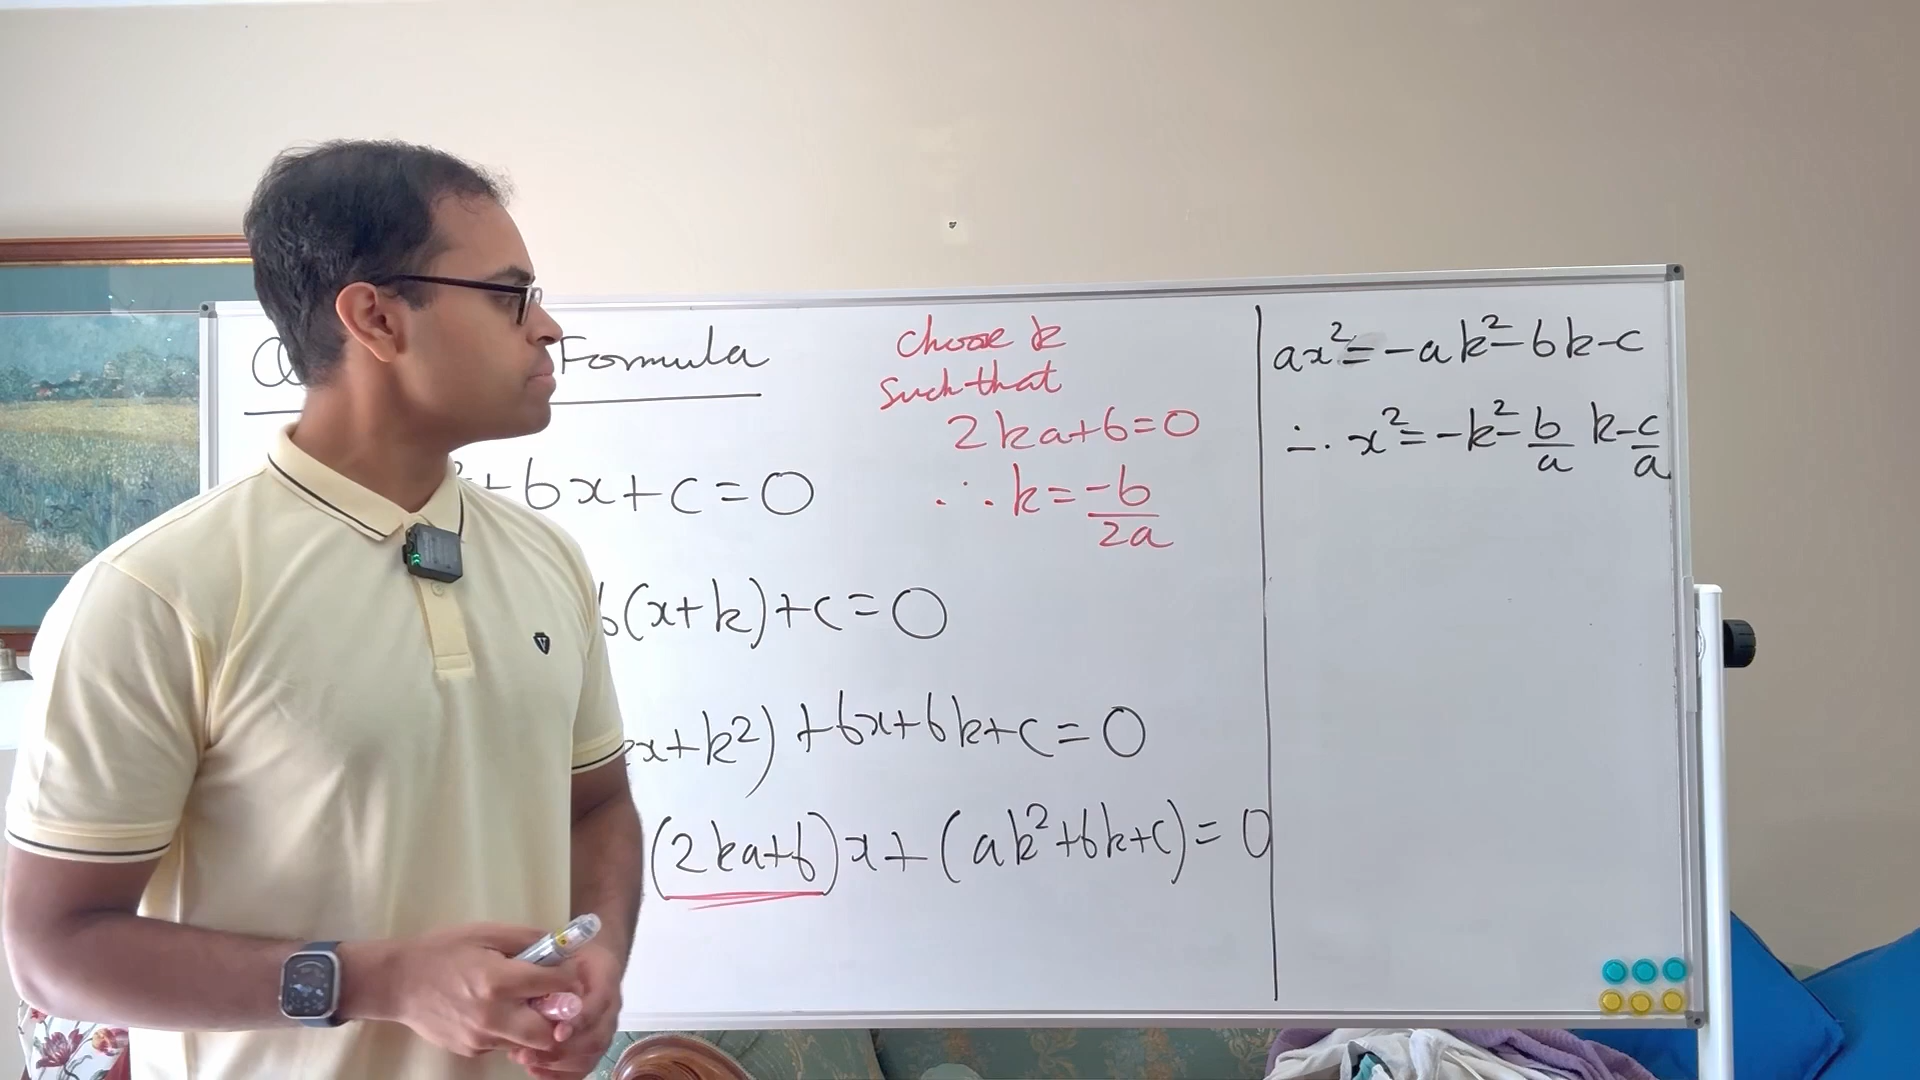 Formula
+bx+c=0
b(x+k)+c=0
x+k²)+bx+bk+c=0
(2ka+b)x+(ak²+bk+c)=0
choose k
such that
2ka+b=0
∴k=-b/2a
ax²=-ak²-bk-c
∴x²=-k²-b/a k-c/a